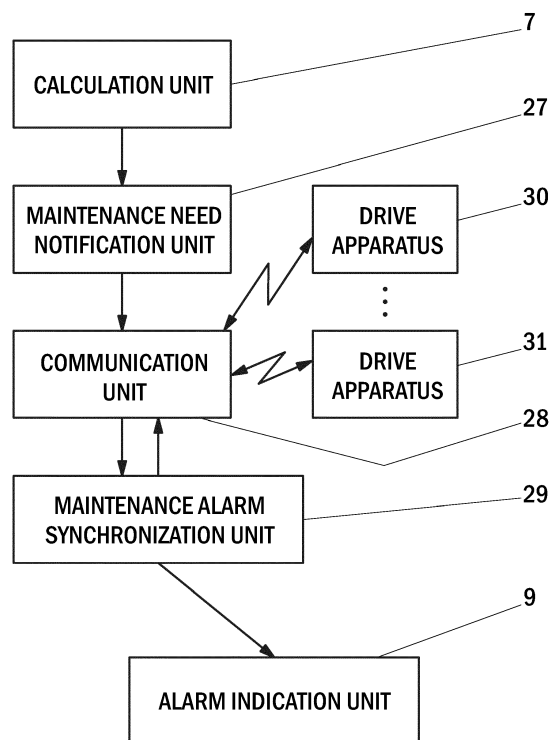 7
CALCULATION UNIT
27
MAINTENANCE NEED
NOTIFICATION UNIT
30
DRIVE
APPARATUS
31
COMMUNICATION
UNIT
DRIVE
APPARATUS
28
29
MAINTENANCE ALARM
SYNCHRONIZATION UNIT
9
ALARM INDICATION UNIT